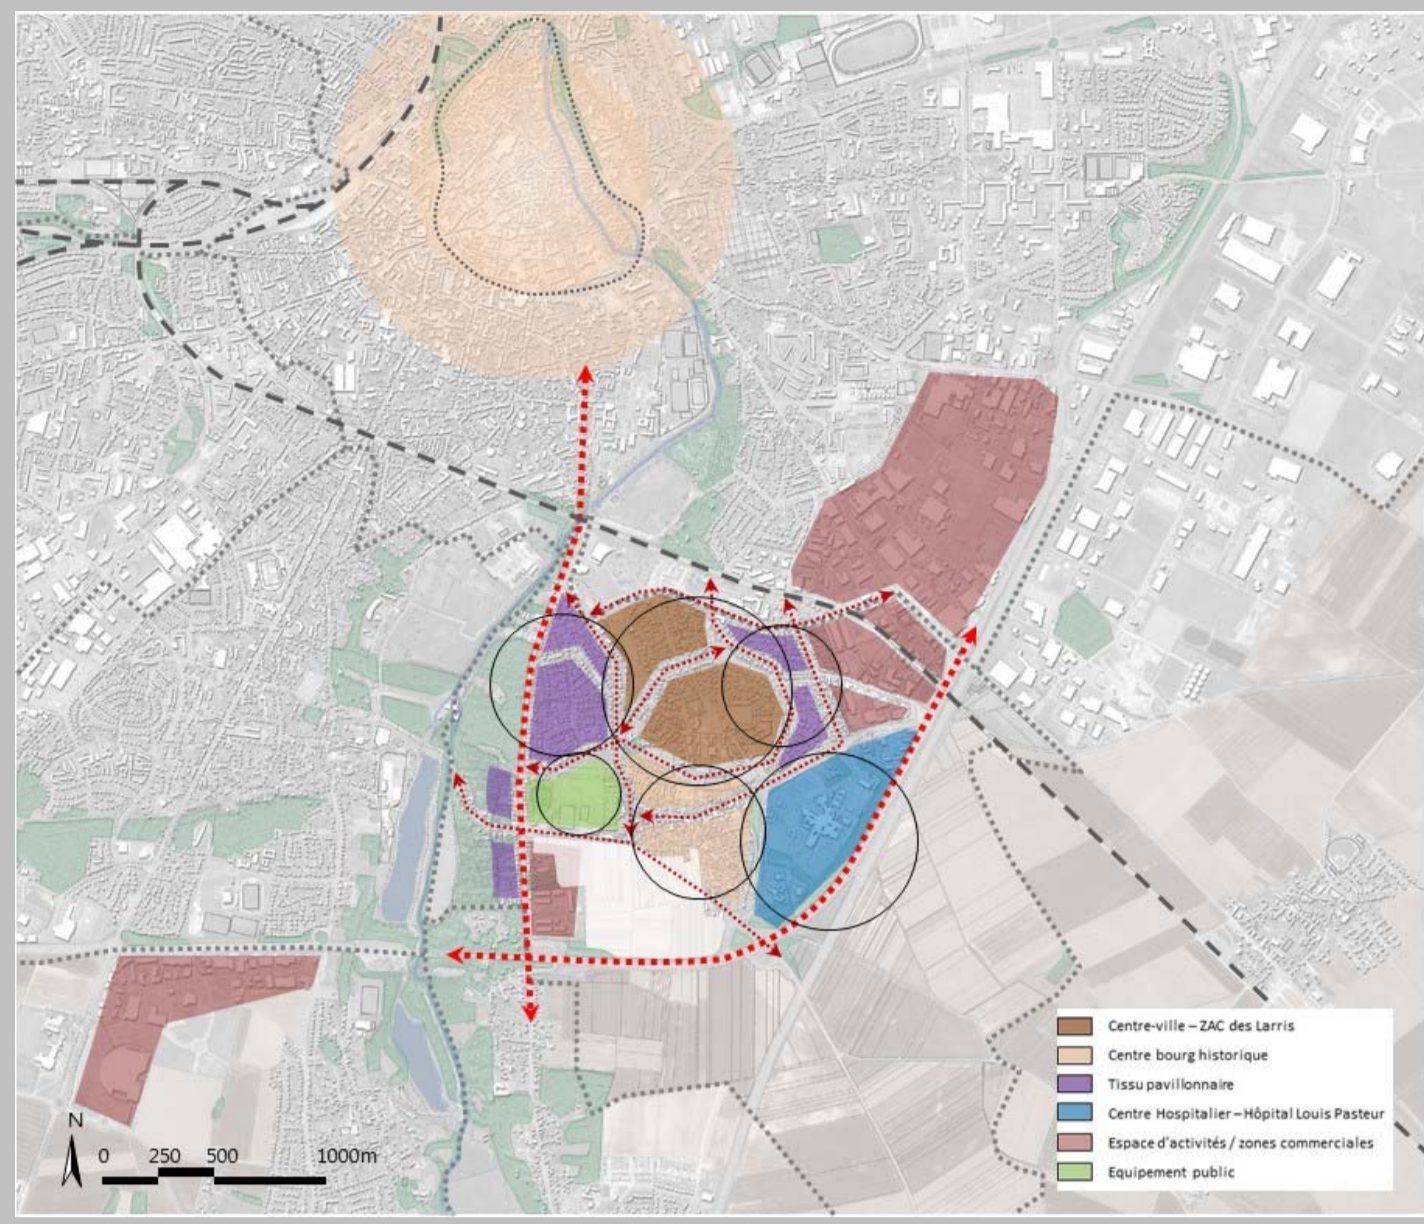 Centre-ville – ZAC des Larris
Centre bourg historique
Tissu pavillonnaire
Centre Hospitalier – Hôpital Louis Pasteur
Espace d'activités / zones commerciales
Equipement public
N
0 250 500 1000m